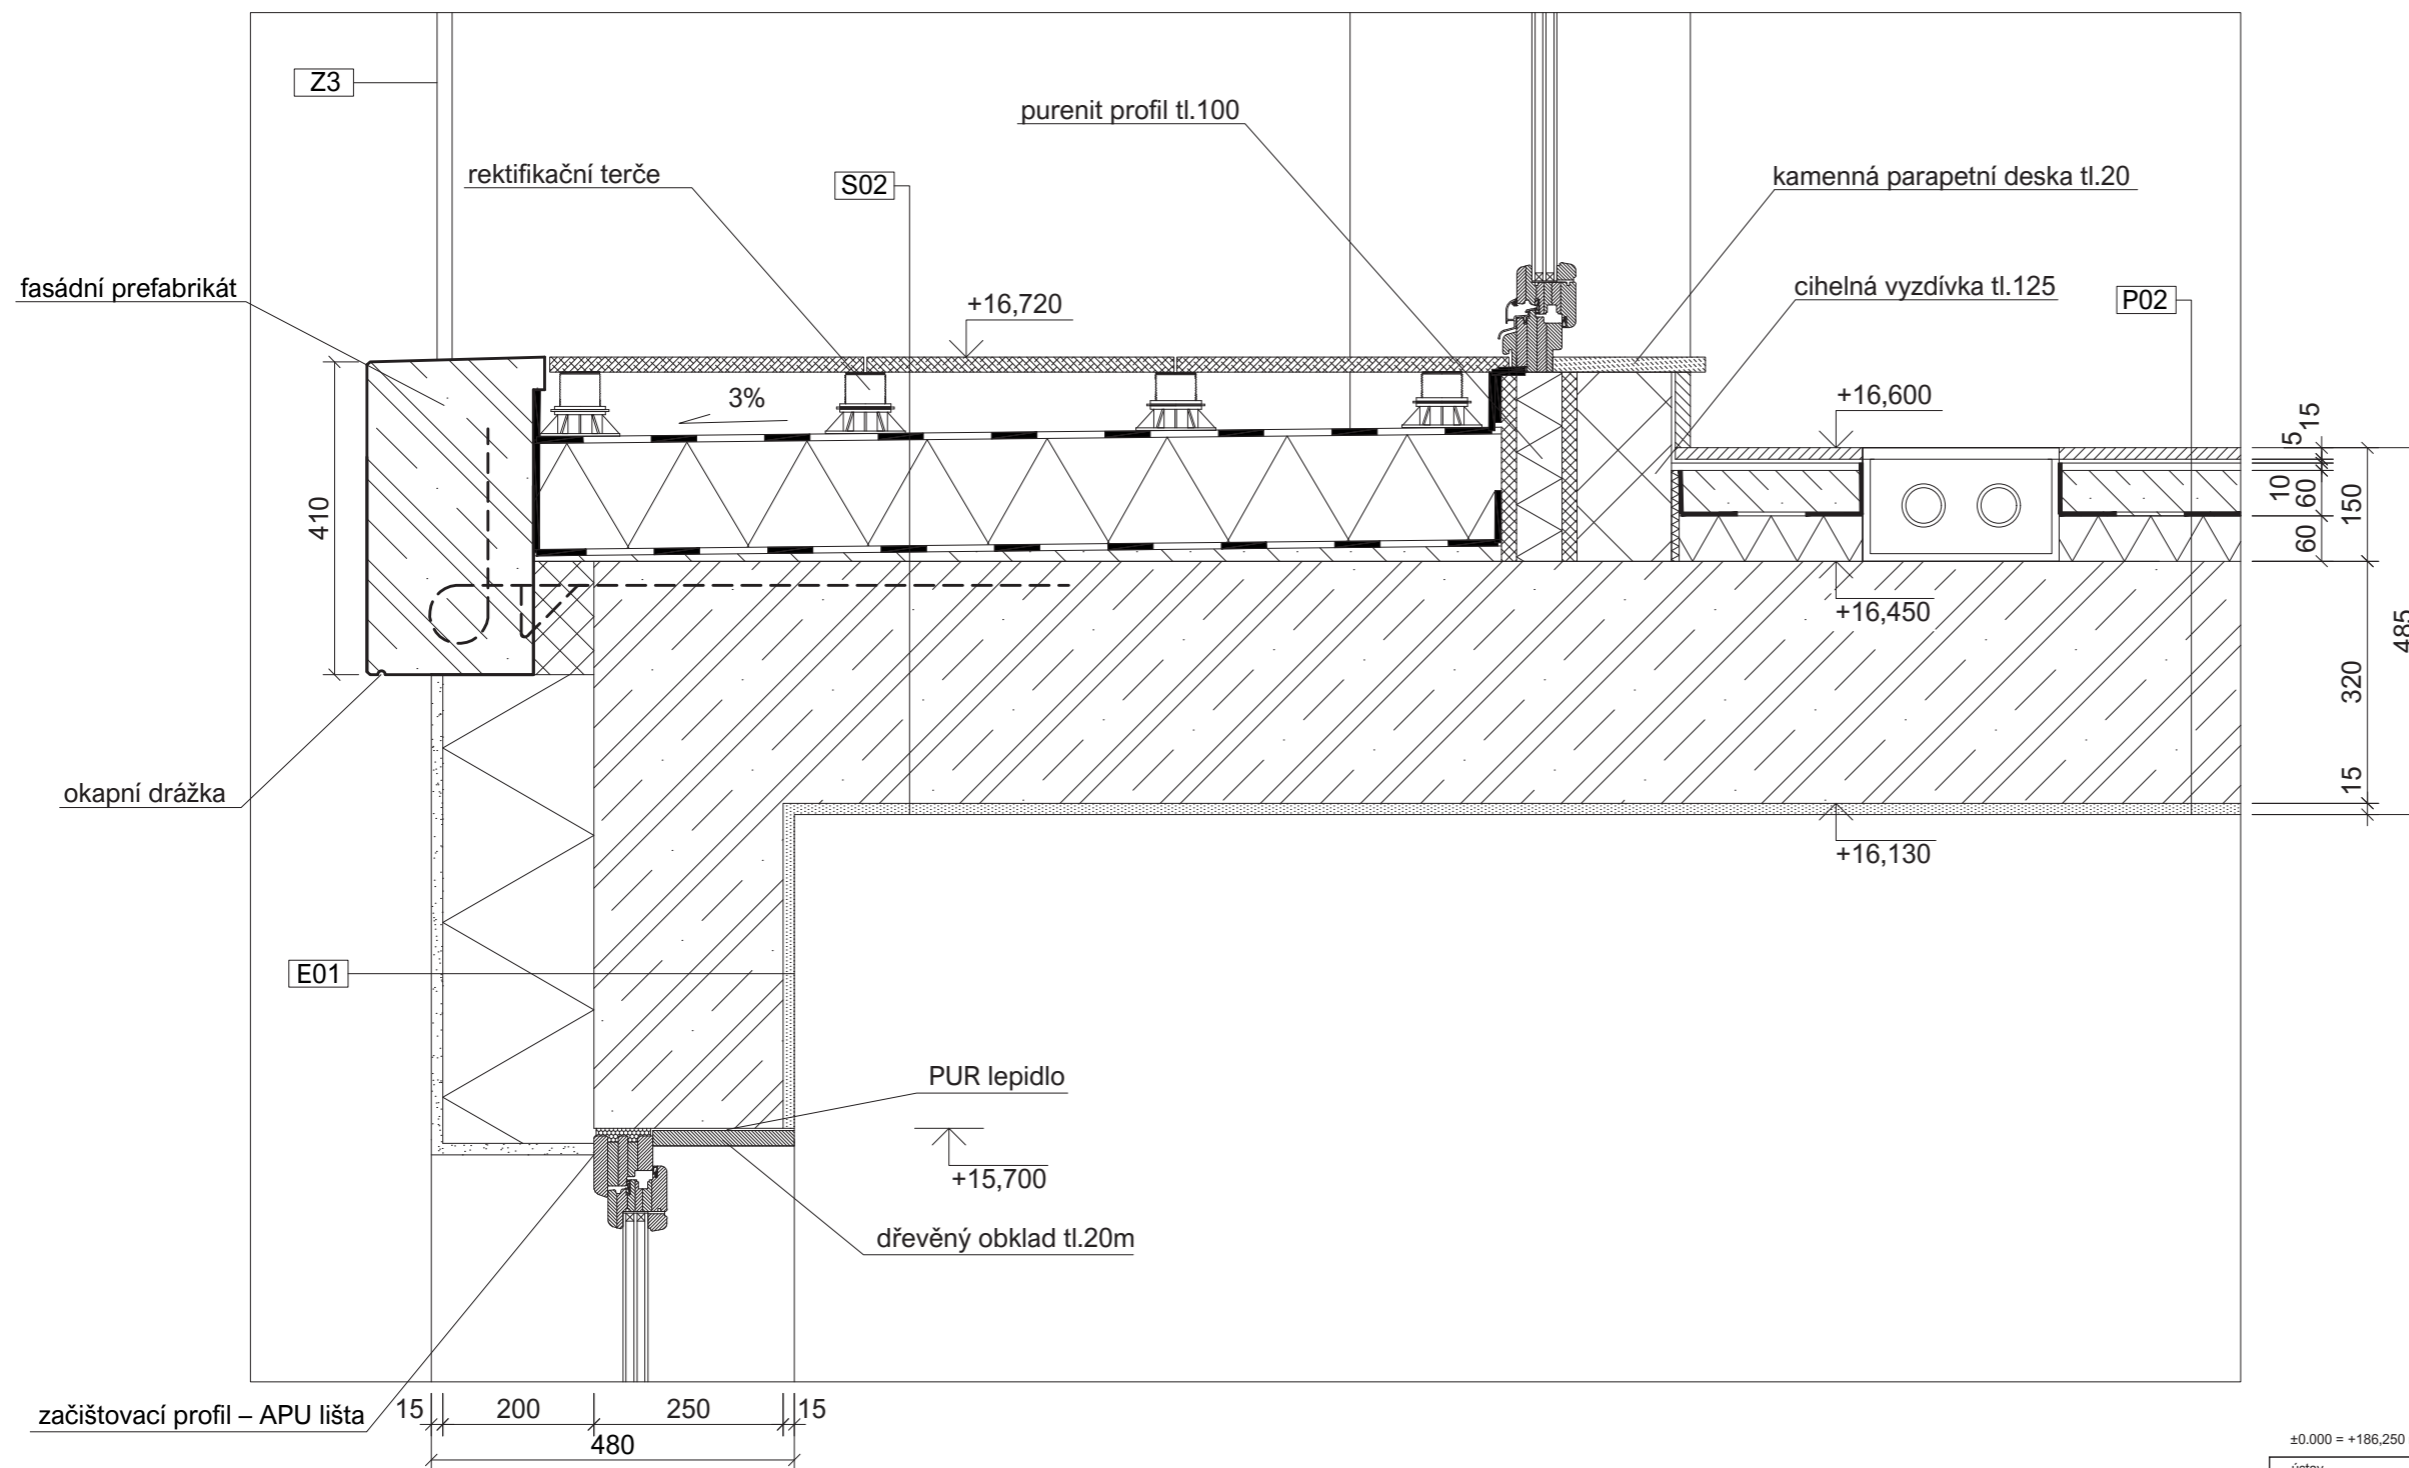 Z3
purenit profil tl.100
rektifikační terče
S02
kamenná parapetní deska tl.20
fasádní prefabrikát
+16,720
cihelná vyzdívka tl.125
P02
3%
+16,600
15
5
10
60
60
150
410
+16,450
485
320
okapní drážka
15
+16,130
E01
PUR lepidlo
+15,700
dřevěný obklad tl.20m
začištovací profil – APU lišta
15
200
250
15
480
±0.000 = +186,250